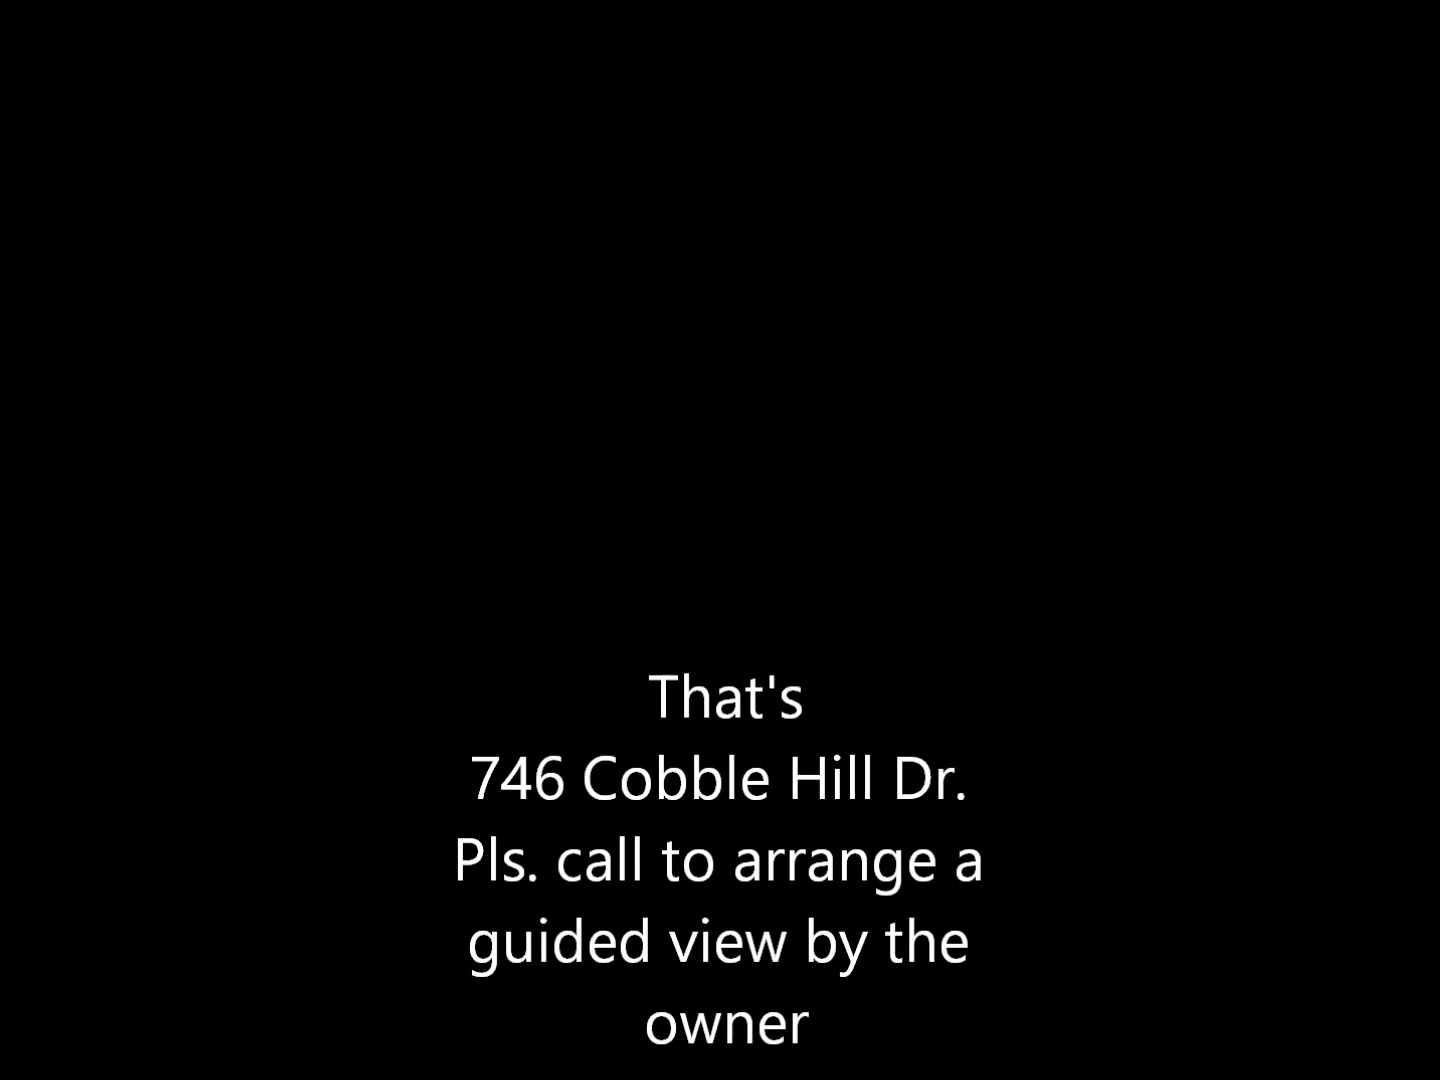 That's
746 Cobble Hill Dr.
Pls. call to arrange a
guided view by the
owner